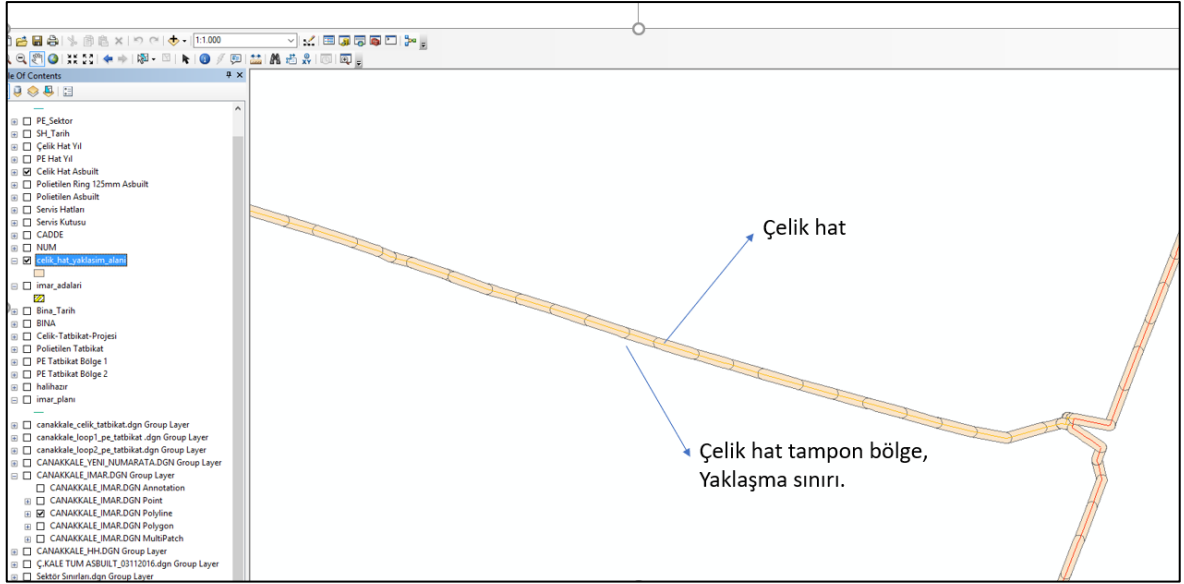 1:1.000
le Of Contents
PE_Sektor
SH_Tarih
Çelik Hat Yıl
PE Hat Yıl
Celik Hat Asbuilt
Polietilen Ring 125mm Asbuilt
Polietilen Asbuilt
Servis Hatları
Servis Kutusu
CADDE
NUM
celik_hat_yaklasim_alani
imar_adalari
Bina_Tarih
BINA
Celik-Tatbikat-Projesi
Polietilen Tatbikat
PE Tatbikat Bölge 1
PE Tatbikat Bölge 2
halihazır
imar_planı
canakkale_celik_tatbikat.dgn Group Layer
canakkale_loop1_pe_tatbikat .dgn Group Layer
canakkale_loop2_pe_tatbikat.dgn Group Layer
CANAKKALE_YENI_NUMARATA.DGN Group Layer
CANAKKALE_IMAR.DGN Group Layer
CANAKKALE_IMAR.DGN Annotation
CANAKKALE_IMAR.DGN Point
CANAKKALE_IMAR.DGN Polyline
CANAKKALE_IMAR.DGN Polygon
CANAKKALE_IMAR.DGN MultiPatch
CANAKKALE_HH.DGN Group Layer
Ç.KALE TUM ASBUILT_03112016.dgn Group Layer
Sektör Sınırları.dgn Group Layer
Çelik hat
Çelik hat tampon bölge,
Yaklaşma sınırı.